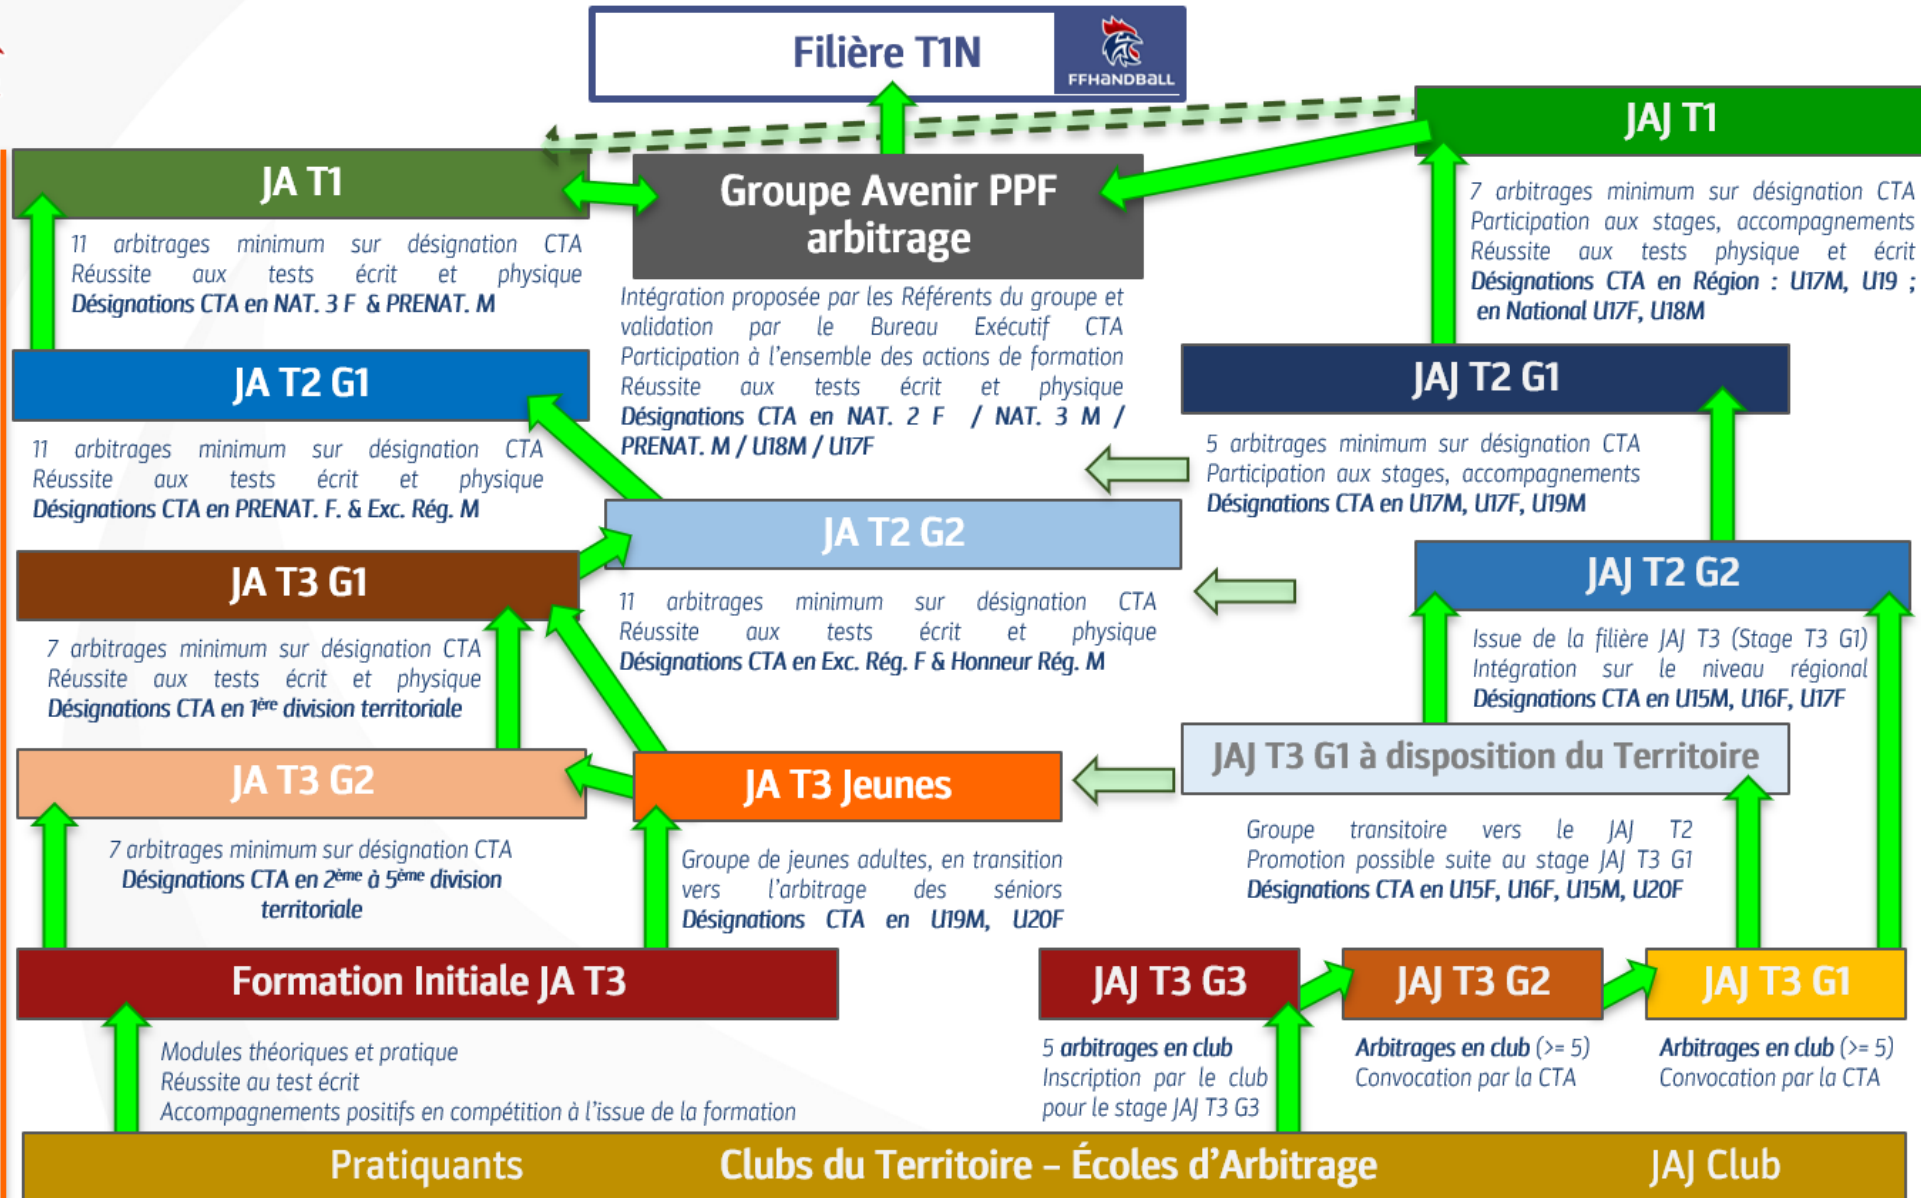 Filière T1N
FFHANDBALL
JAJ T1
JA T1
Groupe Avenir PPF
arbitrage
7 arbitrages minimum sur désignation CTA
Participation aux stages, accompagnements
Réussite aux tests physique et écrit
Désignations CTA en Région : U17M, U19 ;
en National U17F, U18M
11 arbitrages minimum sur désignation CTA
Réussite aux tests écrit et physique
Désignations CTA en NAT. 3 F & PRENAT. M
Intégration proposée par les Référents du groupe et
validation par le Bureau Exécutif CTA
Participation à l'ensemble des actions de formation
Réussite aux tests écrit et physique
Désignations CTA en NAT. 2 F / NAT. 3 M /
PRENAT. M / U18M / U17F
JA T2 G1
JAJ T2 G1
11 arbitrages minimum sur désignation CTA
Réussite aux tests écrit et physique
Désignations CTA en PRENAT. F. & Exc. Rég. M
5 arbitrages minimum sur désignation CTA
Participation aux stages, accompagnements
Désignations CTA en U17M, U17F, U19M
JA T2 G2
JA T3 G1
JAJ T2 G2
11 arbitrages minimum sur désignation CTA
Réussite aux tests écrit et physique
Désignations CTA en Exc. Rég. F & Honneur Rég. M
7 arbitrages minimum sur désignation CTA
Réussite aux tests écrit et physique
Désignations CTA en 1ère division territoriale
Issue de la filière JAJ T3 (Stage T3 G1)
Intégration sur le niveau régional
Désignations CTA en U15M, U16F, U17F
JA T3 G2
JA T3 Jeunes
JAJ T3 G1 à disposition du Territoire
7 arbitrages minimum sur désignation CTA
Désignations CTA en 2ème à 5ème division
territoriale
Groupe de jeunes adultes, en transition
vers l'arbitrage des séniors
Désignations CTA en U19M, U20F
Groupe transitoire vers le JAJ T2
Promotion possible suite au stage JAJ T3 G1
Désignations CTA en U15F, U16F, U15M, U20F
Formation Initiale JA T3
JAJ T3 G3
JAJ T3 G2
JAJ T3 G1
Modules théoriques et pratique
Réussite au test écrit
Accompagnements positifs en compétition à l'issue de la formation
5 arbitrages en club
Inscription par le club
pour le stage JAJ T3 G3
Arbitrages en club (>= 5)
Convocation par la CTA
Arbitrages en club (>= 5)
Convocation par la CTA
Pratiquants
Clubs du Territoire – Écoles d'Arbitrage
JAJ Club